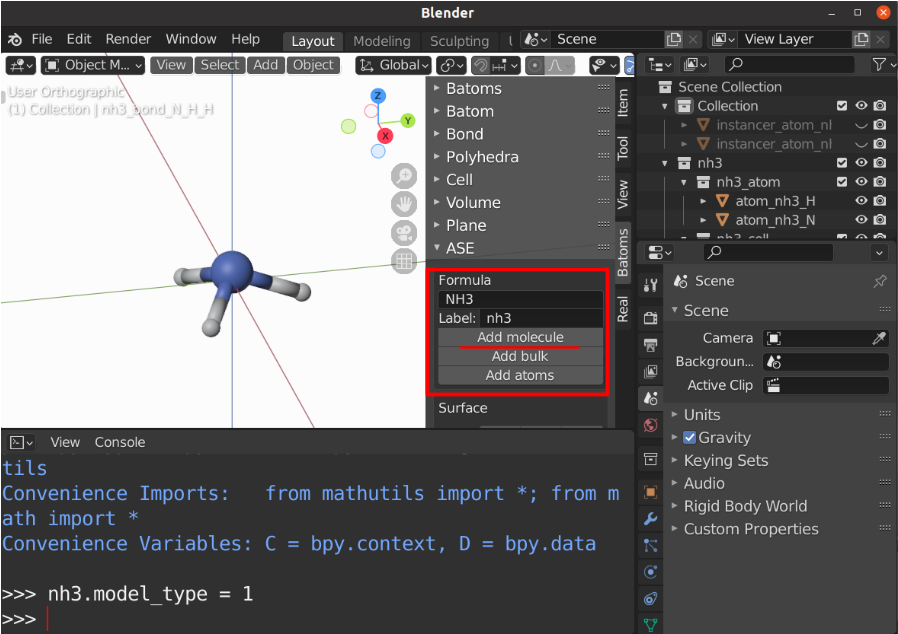 Blender
File Edit Render Window Help Layout Modeling Sculpting Scene View Layer
Object M... View Select Add Object Global
User Orthographic
(1) Collection | nh3_bond_N_H_H
Z
Y
X
Batoms
Batom
Bond
Polyhedra
Cell
Volume
Plane
ASE
Formula
NH3
Label: nh3
Add molecule
Add bulk
Add atoms
Surface
Item
Tool
View
Batoms
Real
Scene Collection
Collection
instancer_atom_nl
instancer_atom_nl
nh3
nh3_atom
atom_nh3_H
atom_nh3_N
nh3_cell
Scene
Scene
Camera
Backgroun...
Active Clip
Units
Gravity
Keying Sets
Audio
Rigid Body World
Custom Properties
View Console
tils
Convenience Imports: from mathutils import *; from m
ath import *
Convenience Variables: C = bpy.context, D = bpy.data
>>> nh3.model_type = 1
>>>